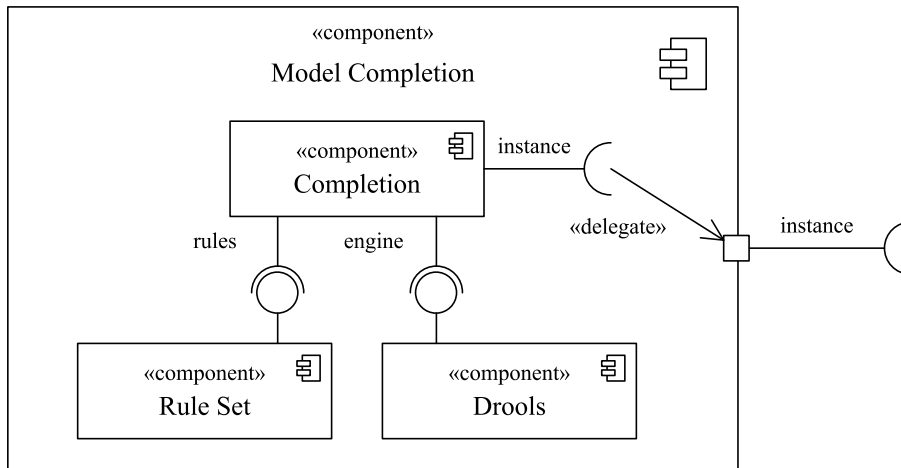 «component»
Model Completion
«component»
Completion
instance
«delegate»
instance
rules
engine
«component»
Rule Set
«component»
Drools